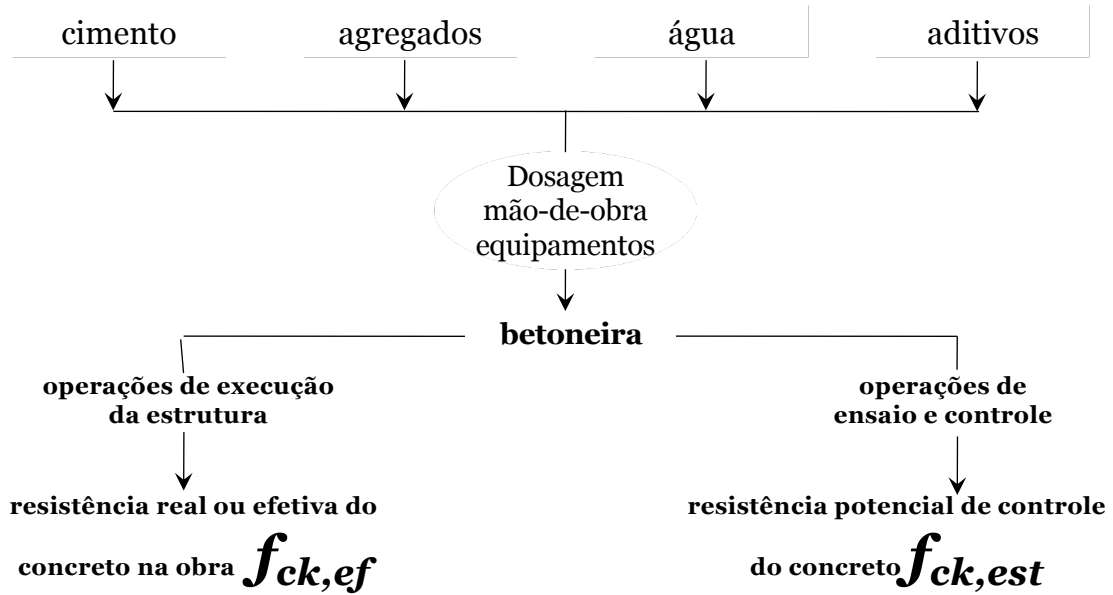 cimento
agregados
água
aditivos
Dosagem
mão-de-obra
equipamentos
betoneira
operações de execução
da estrutura
operações de
ensaio e controle
resistência real ou efetiva do
concreto na obra fck,ef
resistência potencial de controle
do concreto fck,est